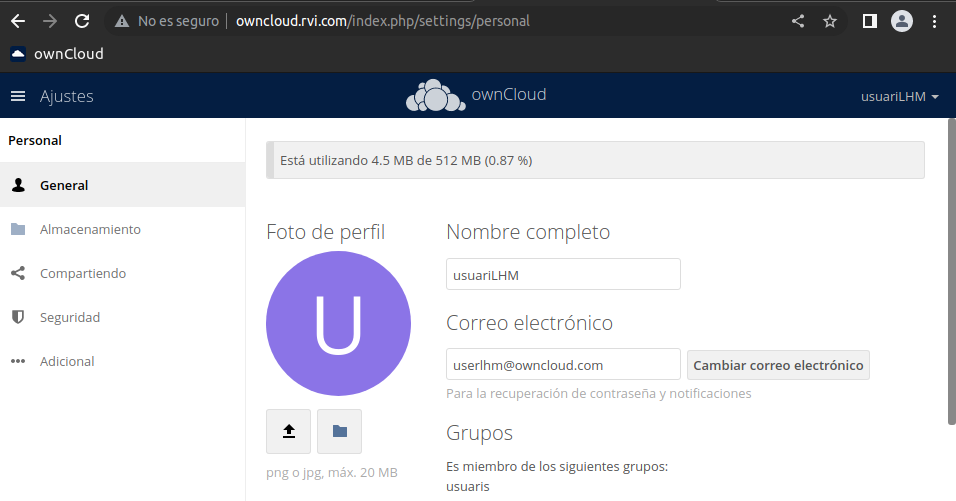 No es seguro | owncloud.rvi.com/index.php/settings/personal
ownCloud
Ajustes
ownCloud
usuariLHM
Personal
General
Almacenamiento
Compartiendo
Seguridad
Adicional
Está utilizando 4.5 MB de 512 MB (0.87 %)
Foto de perfil
U
png o jpg, máx. 20 MB
Nombre completo
usuariLHM
Correo electrónico
userlhm@owncloud.com
Cambiar correo electrónico
Para la recuperación de contraseña y notificaciones
Grupos
Es miembro de los siguientes grupos:
usuaris